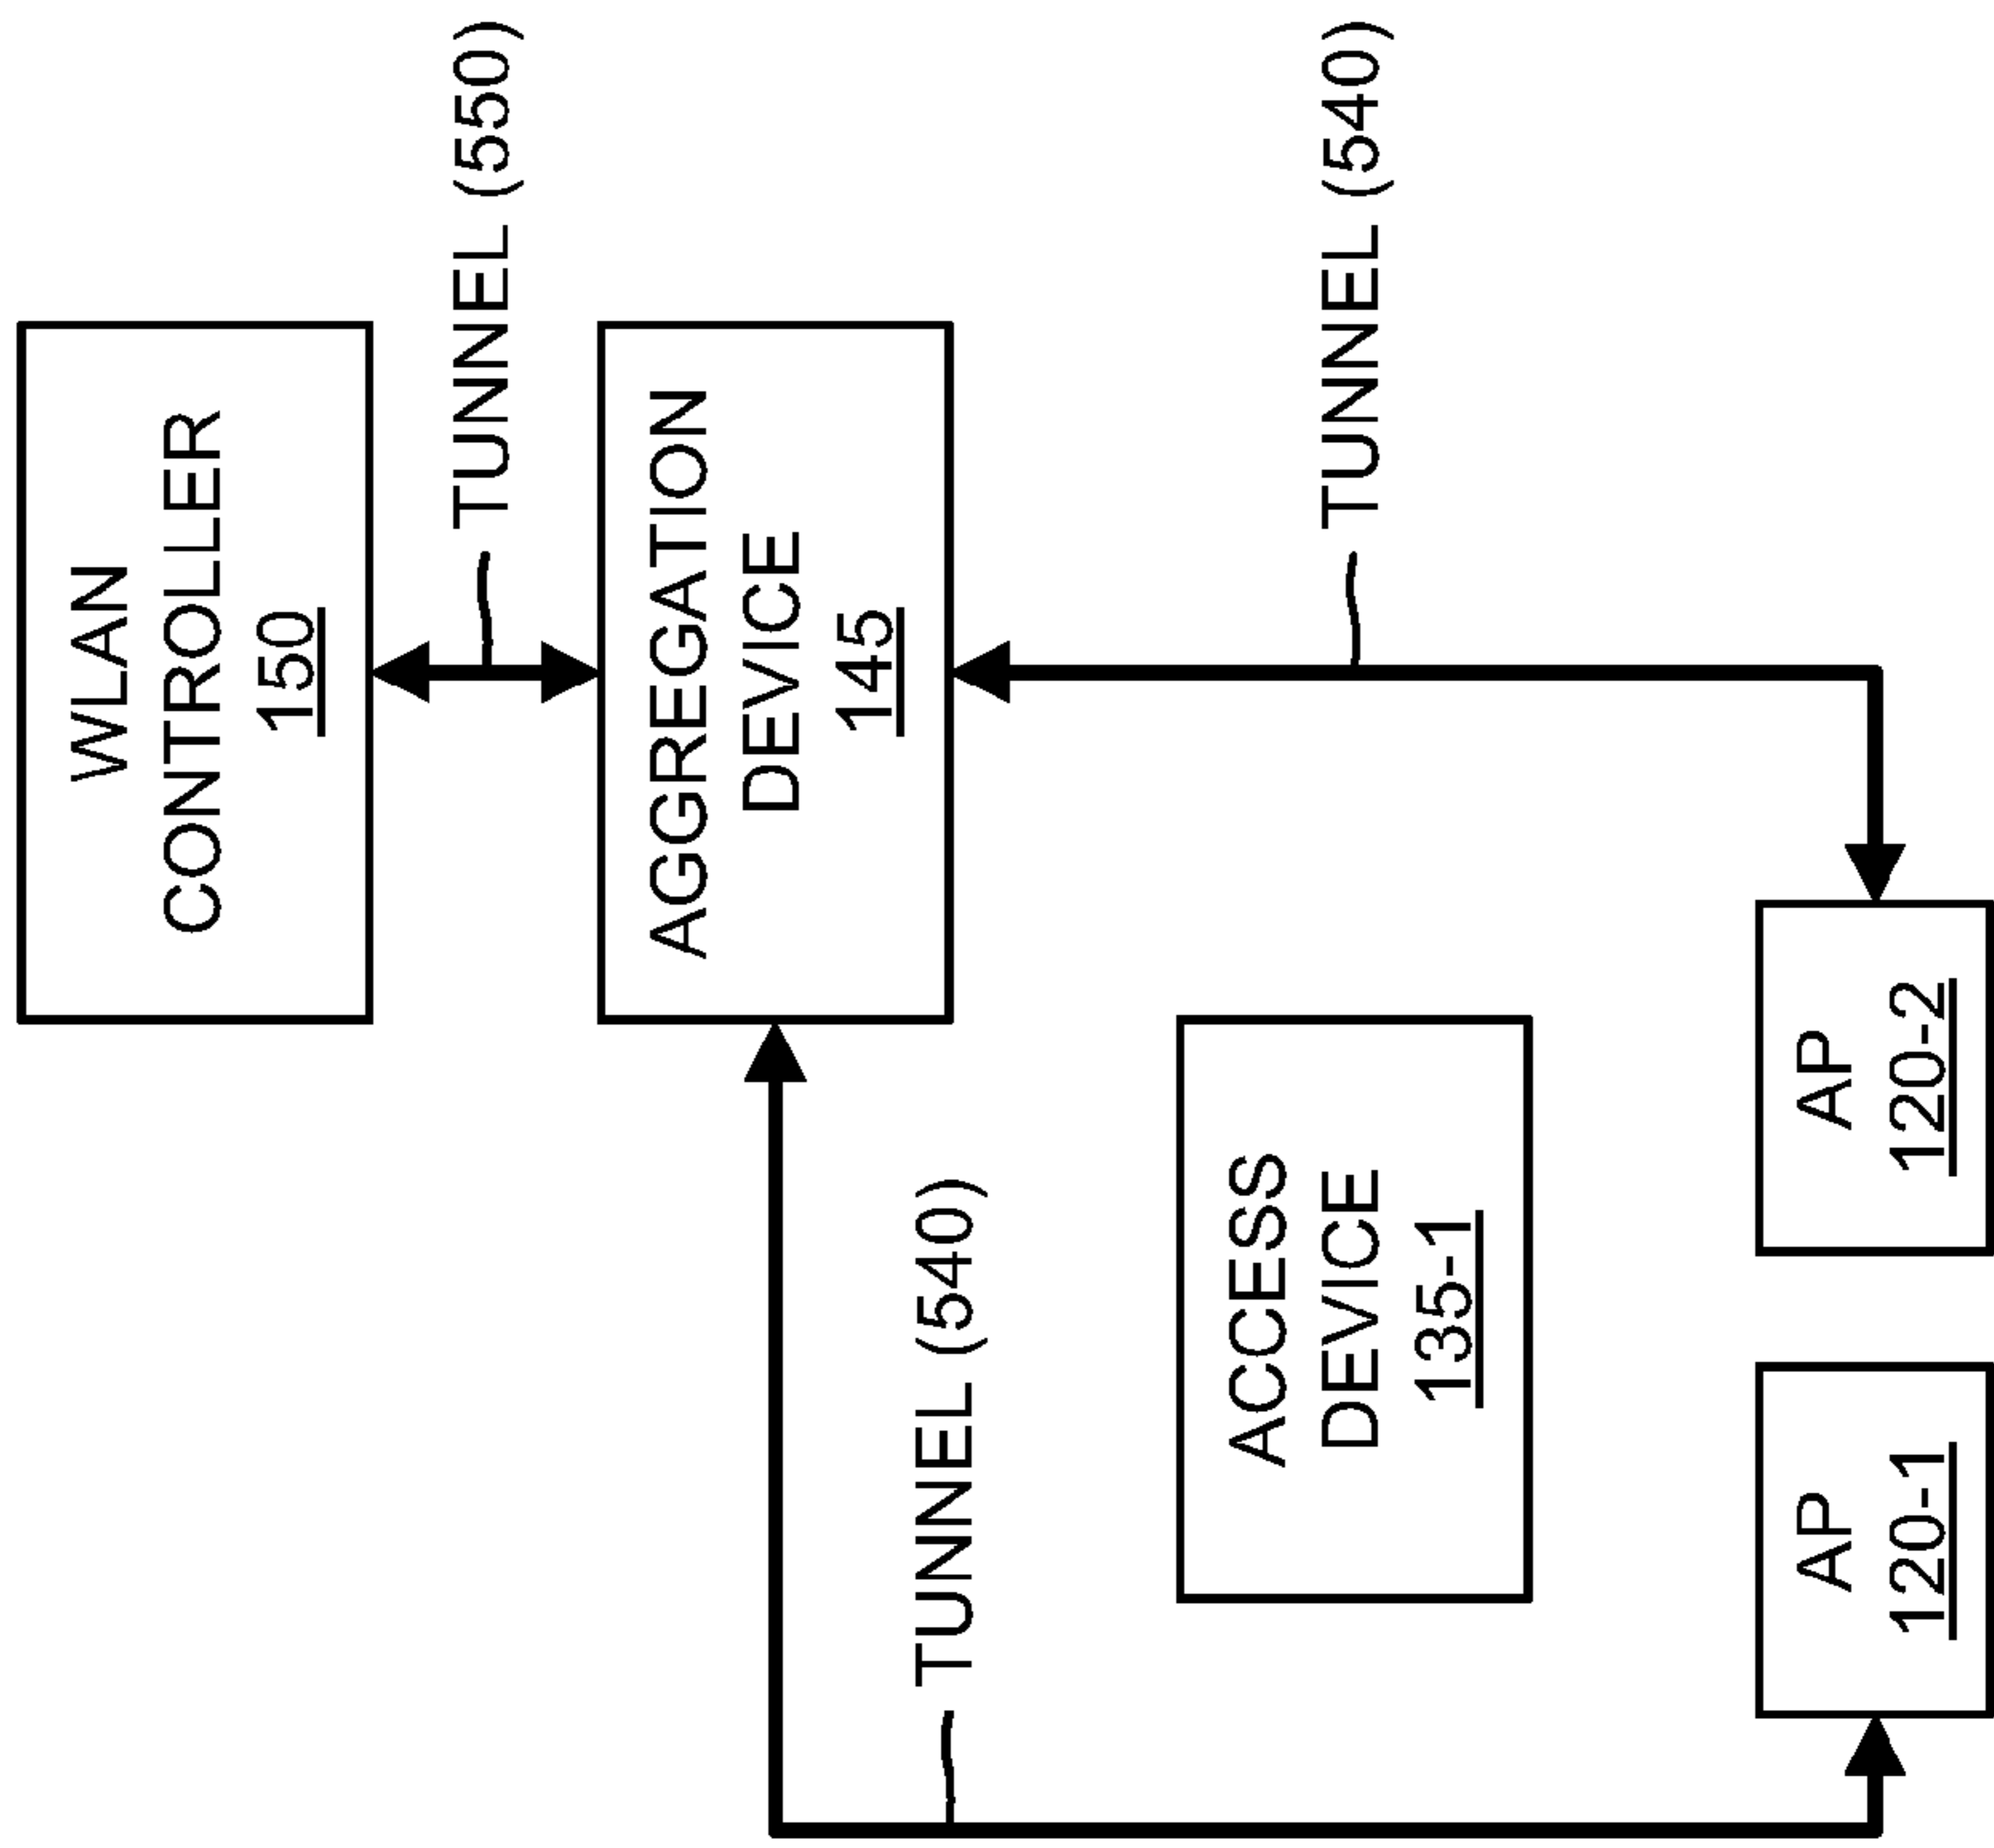 WLAN
CONTROLLER
150
TUNNEL (550)
AGGREGATION
DEVICE
145
TUNNEL (540)
TUNNEL (540)
ACCESS
DEVICE
135-1
AP
120-1
AP
120-2